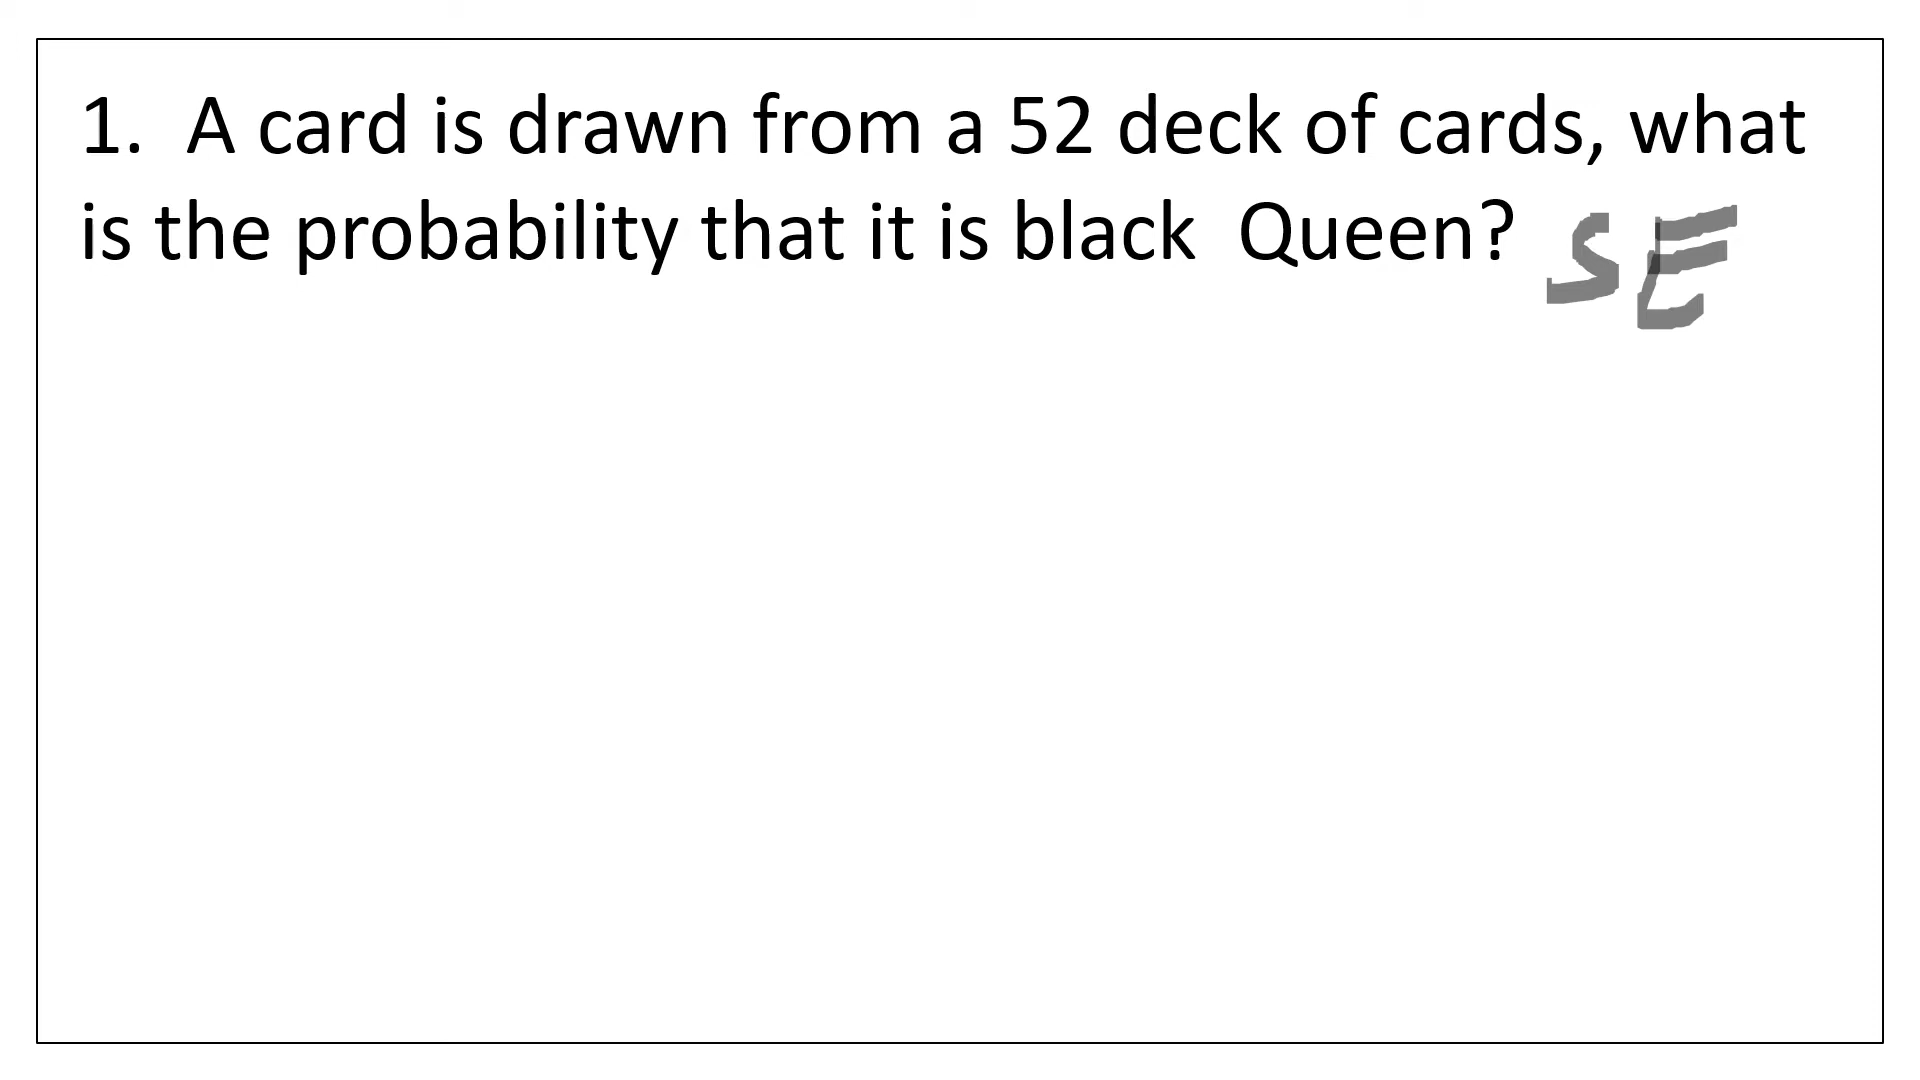 1. A card is drawn from a 52 deck of cards, what
is the probability that it is black Queen? SE